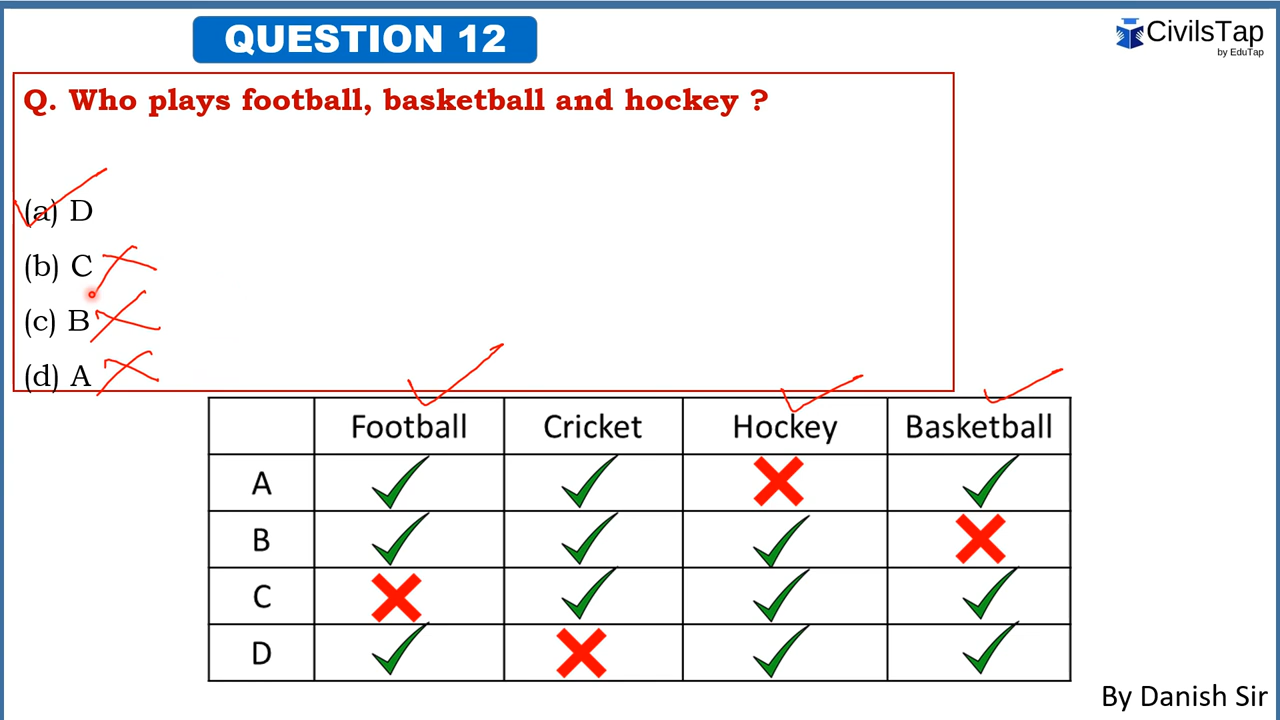 QUESTION 12
CivilsTap
by EduTap
Q. Who plays football, basketball and hockey ?
(a) D
(b) C
(c) B
(d) A
Football Cricket Hockey Basketball
A ✓ ✓ ✗ ✓
B ✓ ✓ ✓ ✗
C ✗ ✓ ✓ ✓
D ✓ ✗ ✓ ✓
By Danish Sir